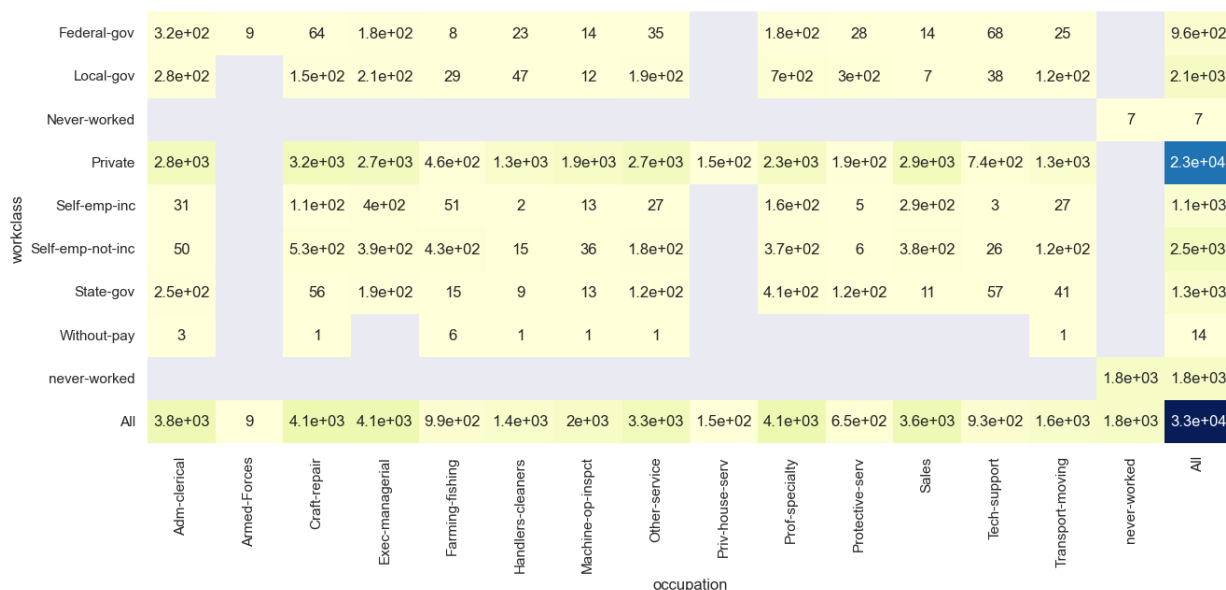 Federal-gov 3.2e+02 9 64 1.8e+02 8 23 14 35 1.8e+02 28 14 68 25 9.6e+02
Local-gov 2.8e+02 1.5e+02 2.1e+02 29 47 12 1.9e+02 7e+02 3e+02 7 38 1.2e+02 2.1e+03
Never-worked 7 7
Private 2.8e+03 3.2e+03 2.7e+03 4.6e+02 1.3e+03 1.9e+03 2.7e+03 1.5e+02 2.3e+03 1.9e+02 2.9e+03 7.4e+02 1.3e+03 2.3e+04
Self-emp-inc 31 1.1e+02 4e+02 51 2 13 27 1.6e+02 5 2.9e+02 3 27 1.1e+03
workclass
Self-emp-not-inc 50 5.3e+02 3.9e+02 4.3e+02 15 36 1.8e+02 3.7e+02 6 3.8e+02 26 1.2e+02 2.5e+03
State-gov 2.5e+02 56 1.9e+02 15 9 13 1.2e+02 4.1e+02 1.2e+02 11 57 41 1.3e+03
Without-pay 3 1 6 1 1 1 1 14
never-worked 1.8e+03 1.8e+03
All 3.8e+03 9 4.1e+03 4.1e+03 9.9e+02 1.4e+03 2e+03 3.3e+03 1.5e+02 4.1e+03 6.5e+02 3.6e+03 9.3e+02 1.6e+03 1.8e+03 3.3e+04
Adm-clerical
Armed-Forces
Craft-repair
Exec-managerial
Farming-fishing
Handlers-cleaners
Machine-op-inspct
Other-service
Priv-house-serv
Prof-specialty
Protective-serv
Sales
Tech-support
Transport-moving
never-worked
All
occupation